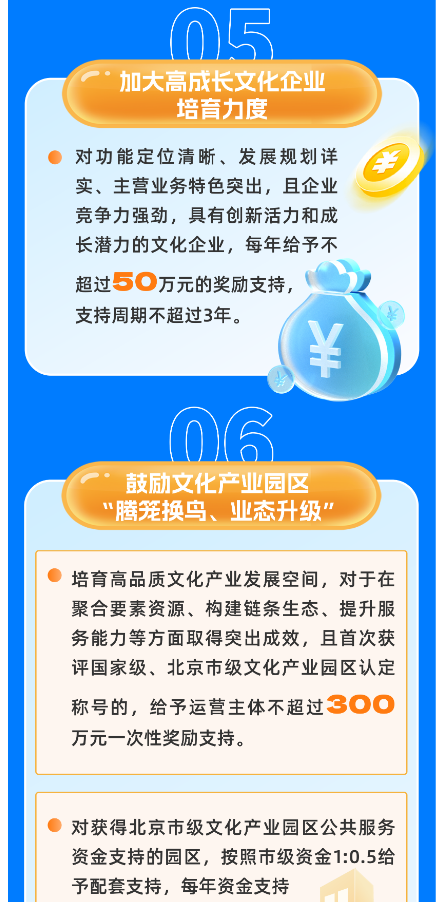 05
加大高成长文化企业
培育力度
对功能定位清晰、发展规划详
实、主营业务特色突出，且企业
竞争力强劲，具有创新活力和成
长潜力的文化企业，每年给予不
超过50万元的奖励支持，
支持周期不超过3年。
06
鼓励文化产业园区
“腾笼换鸟、业态升级”
培育高品质文化产业发展空间，对于在
聚合要素资源、构建链条生态、提升服
务能力等方面取得突出成效，且首次获
评国家级、北京市级文化产业园区认定
称号的，给予运营主体不超过300
万元一次性奖励支持。
对获得北京市级文化产业园区公共服务
资金支持的园区，按照市级资金1:0.5给
予配套支持，每年资金支持